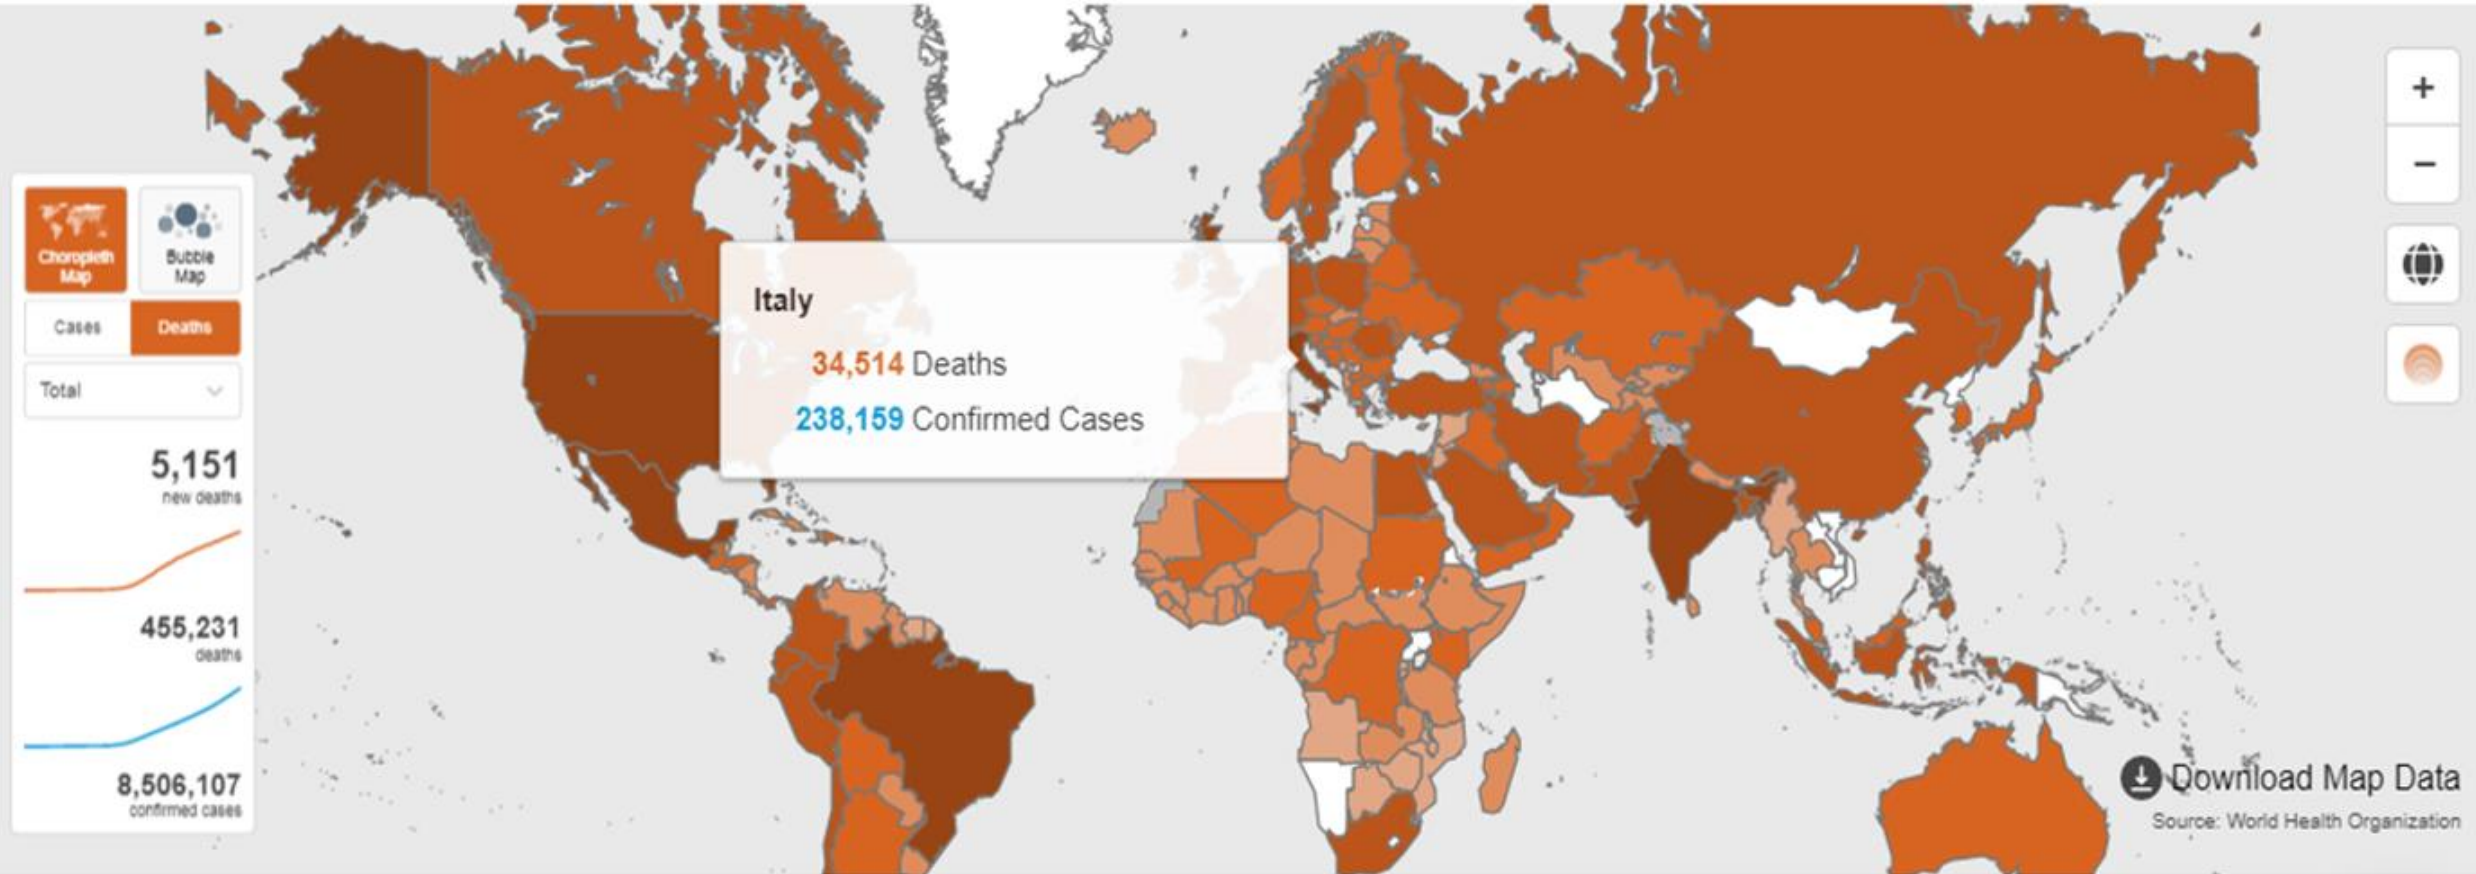 Choropleth
Map
Bubble
Map
Cases
Deaths
Total
5,151
new deaths
455,231
deaths
8,506,107
confirmed cases
Italy
34,514 Deaths
238,159 Confirmed Cases
+
−
Download Map Data
Source: World Health Organization